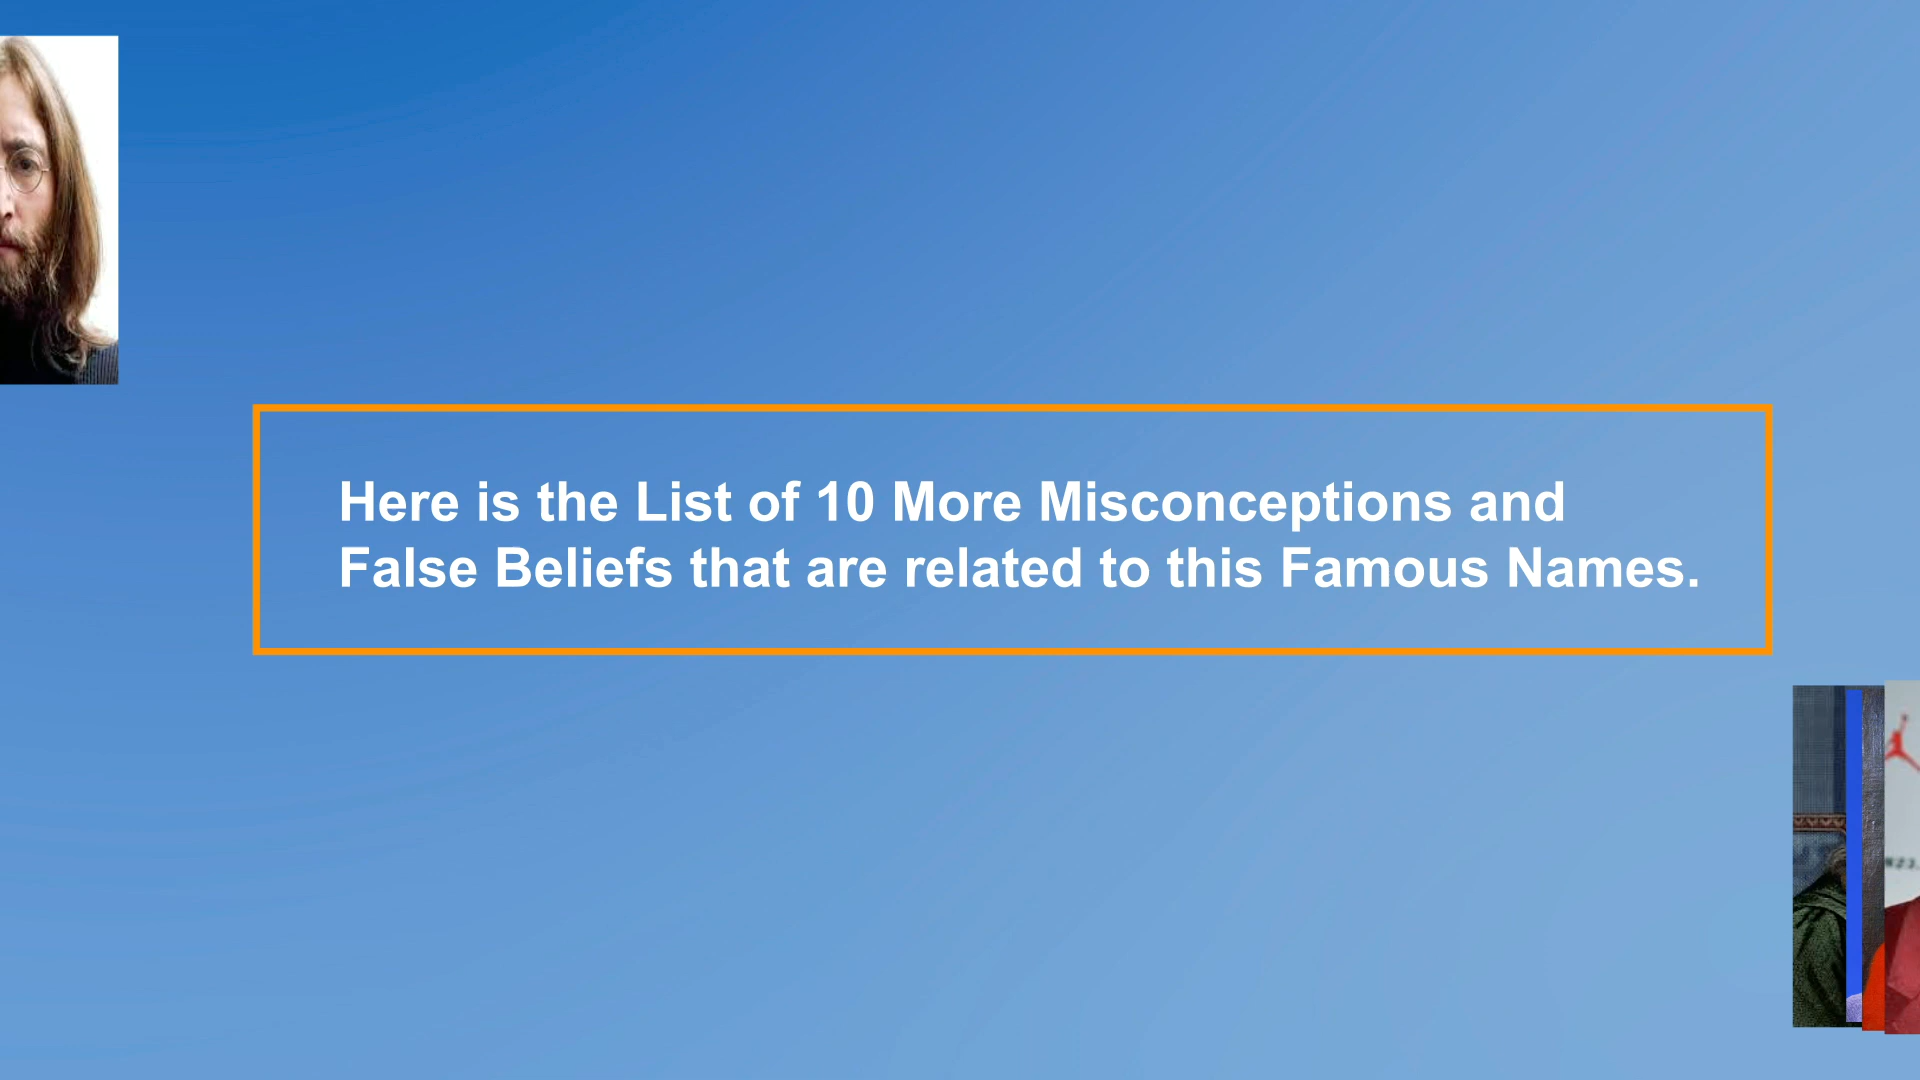 Here is the List of 10 More Misconceptions and
False Beliefs that are related to this Famous Names.